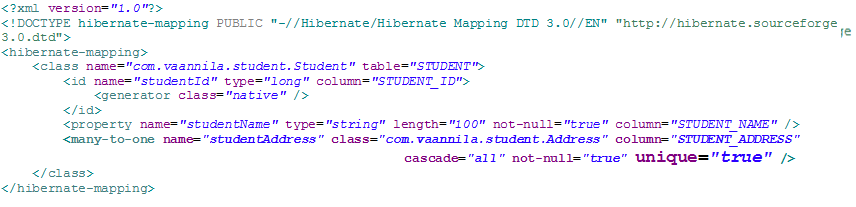 <?xml version="1.0"?>
<!DOCTYPE hibernate-mapping PUBLIC "-//Hibernate/Hibernate Mapping DTD 3.0//EN" "http://hibernate.sourceforge
3.0.dtd">
<hibernate-mapping>
<class name="com.vaannila.student.Student" table="STUDENT">
<id name="studentId" type="long" column="STUDENT_ID">
<generator class="native" />
</id>
<property name="studentName" type="string" length="100" not-null="true" column="STUDENT_NAME" />
<many-to-one name="studentAddress" class="com.vaannila.student.Address" column="STUDENT_ADDRESS"
cascade="all" not-null="true" unique="true" />
</class>
</hibernate-mapping>